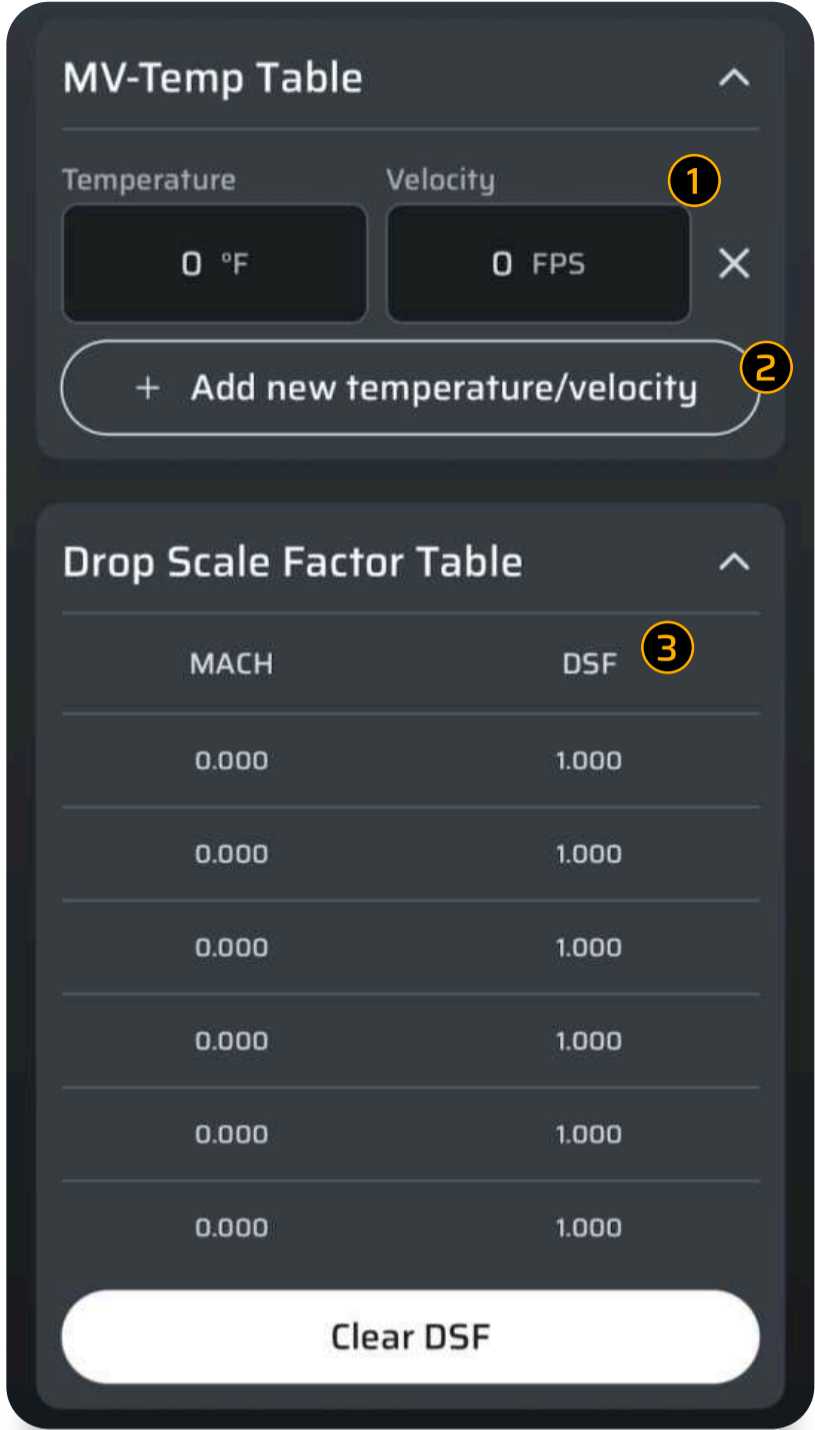 MV-Temp Table
Temperature Velocity 1
0 °F 0 FPS
+ Add new temperature/velocity 2
Drop Scale Factor Table
MACH DSF 3
0.000 1.000
0.000 1.000
0.000 1.000
0.000 1.000
0.000 1.000
0.000 1.000
Clear DSF